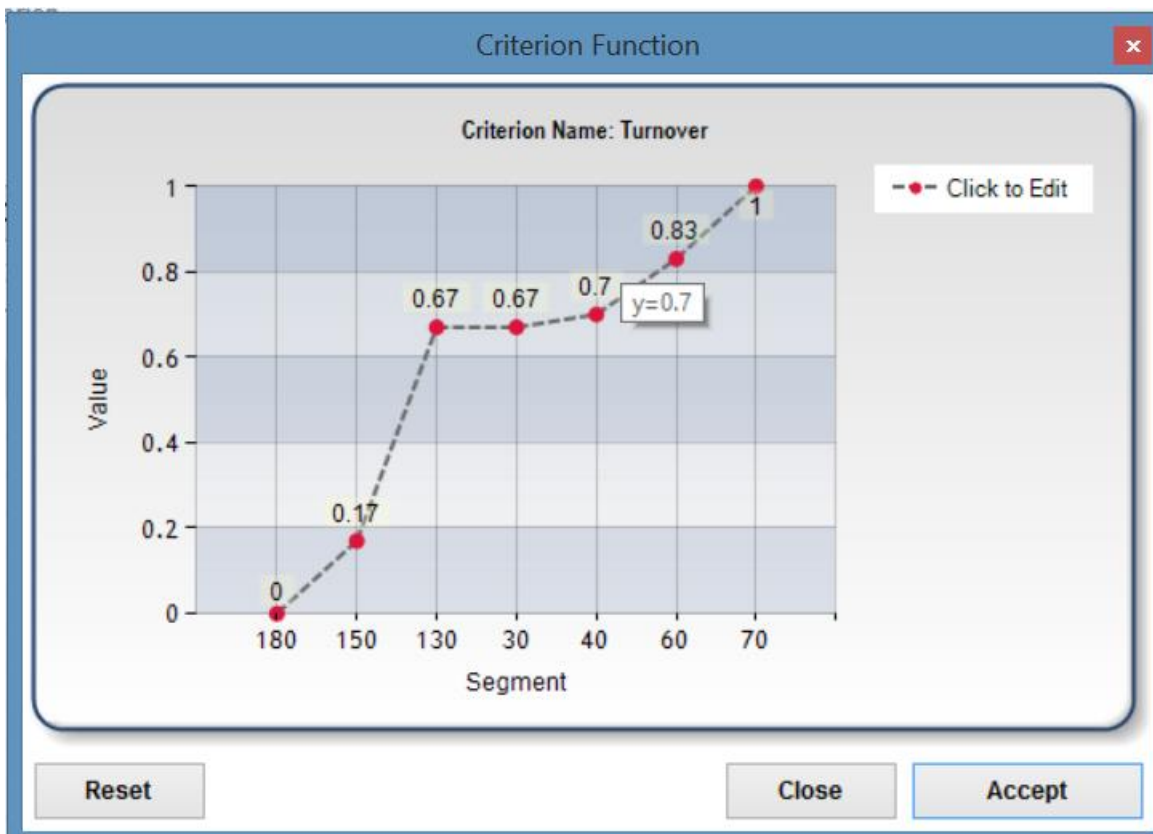 Criterion Function
Criterion Name: Turnover
Click to Edit
1
0.8
0.6
0.4
0.2
0
Value
0
0.17
0.67
0.67
0.7
0.83
1
y=0.7
180 150 130 30 40 60 70
Segment
Reset Close Accept